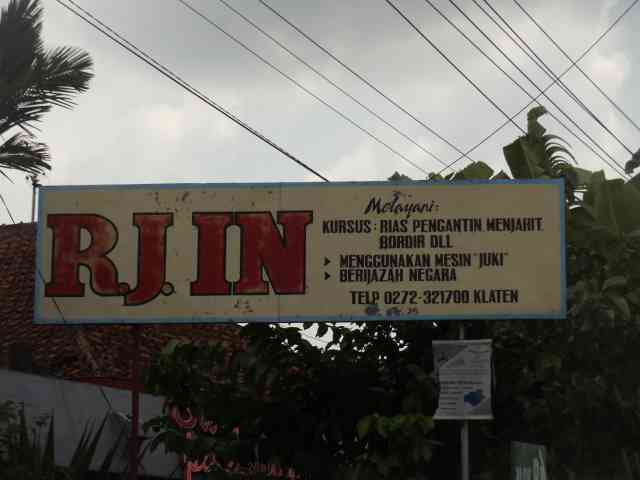 R.J. IN
Melayani:
KURSUS : RIAS PENGANTIN MENJAHIT.
BORDIR DLL
MENGGUNAKAN MESIN "JUKI"
BERIJAZAH NEGARA
TELP 0272-321700 KLATEN